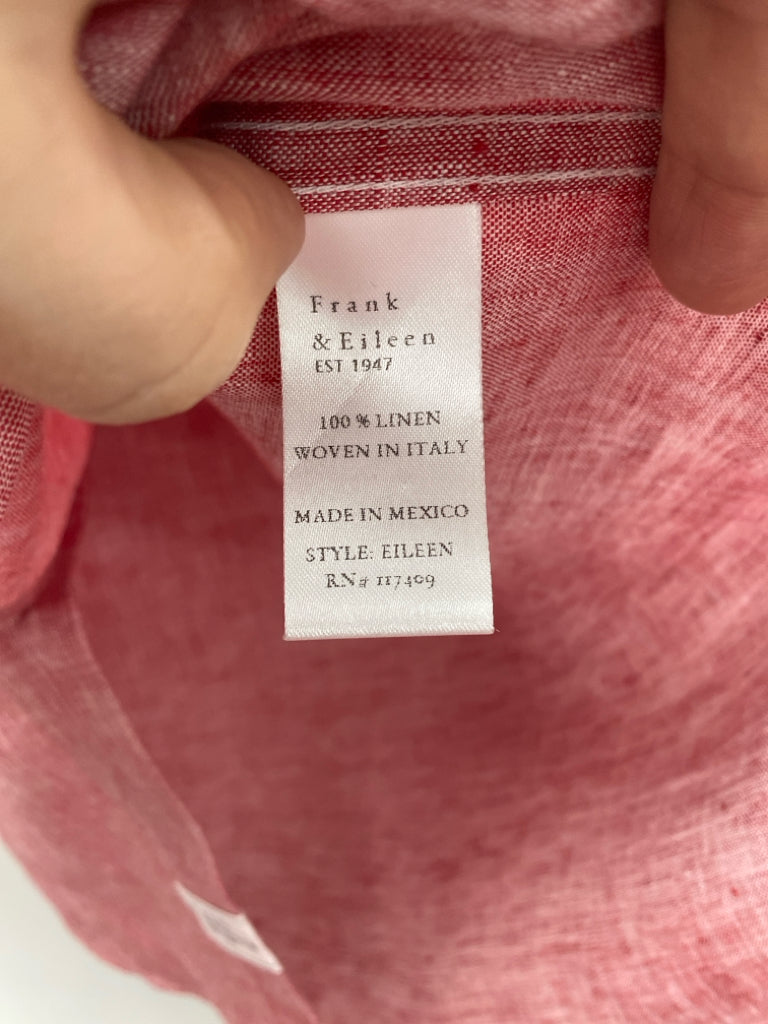 Frank
& Eileen
EST 1947
100 % LINEN
WOVEN IN ITALY
MADE IN MEXICO
STYLE: EILEEN
RN# 117409